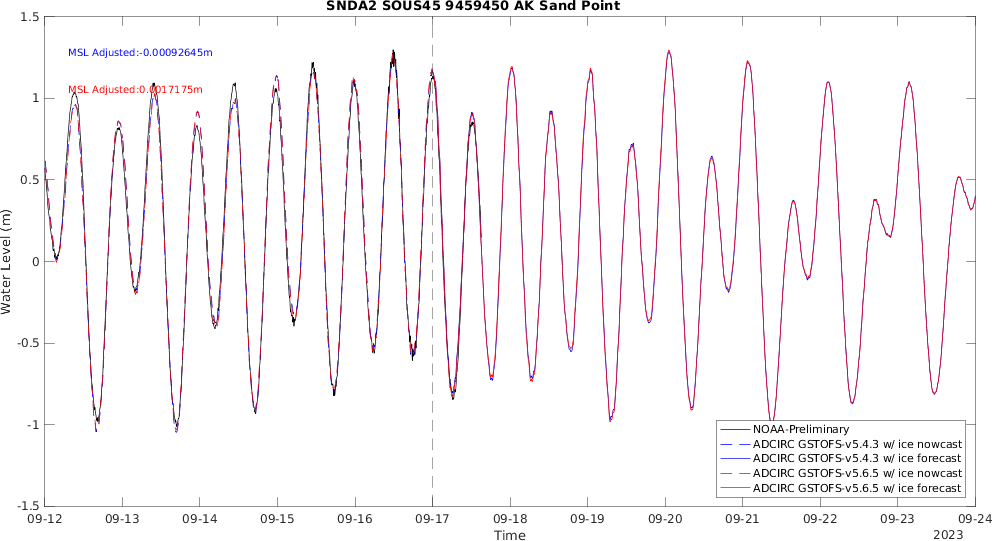 SNDA2 SOUS45 9459450 AK Sand Point
MSL Adjusted:-0.00092645m
MSL Adjusted:0.0017175m
Water Level (m)
1.5
1
0.5
0
-0.5
-1
-1.5
NOAA-Preliminary
ADCIRC GSTOFS-v5.4.3 w/ ice nowcast
ADCIRC GSTOFS-v5.4.3 w/ ice forecast
ADCIRC GSTOFS-v5.6.5 w/ ice nowcast
ADCIRC GSTOFS-v5.6.5 w/ ice forecast
09-12 09-13 09-14 09-15 09-16 09-17 09-18 09-19 09-20 09-21 09-22 09-23 09-24
Time
2023